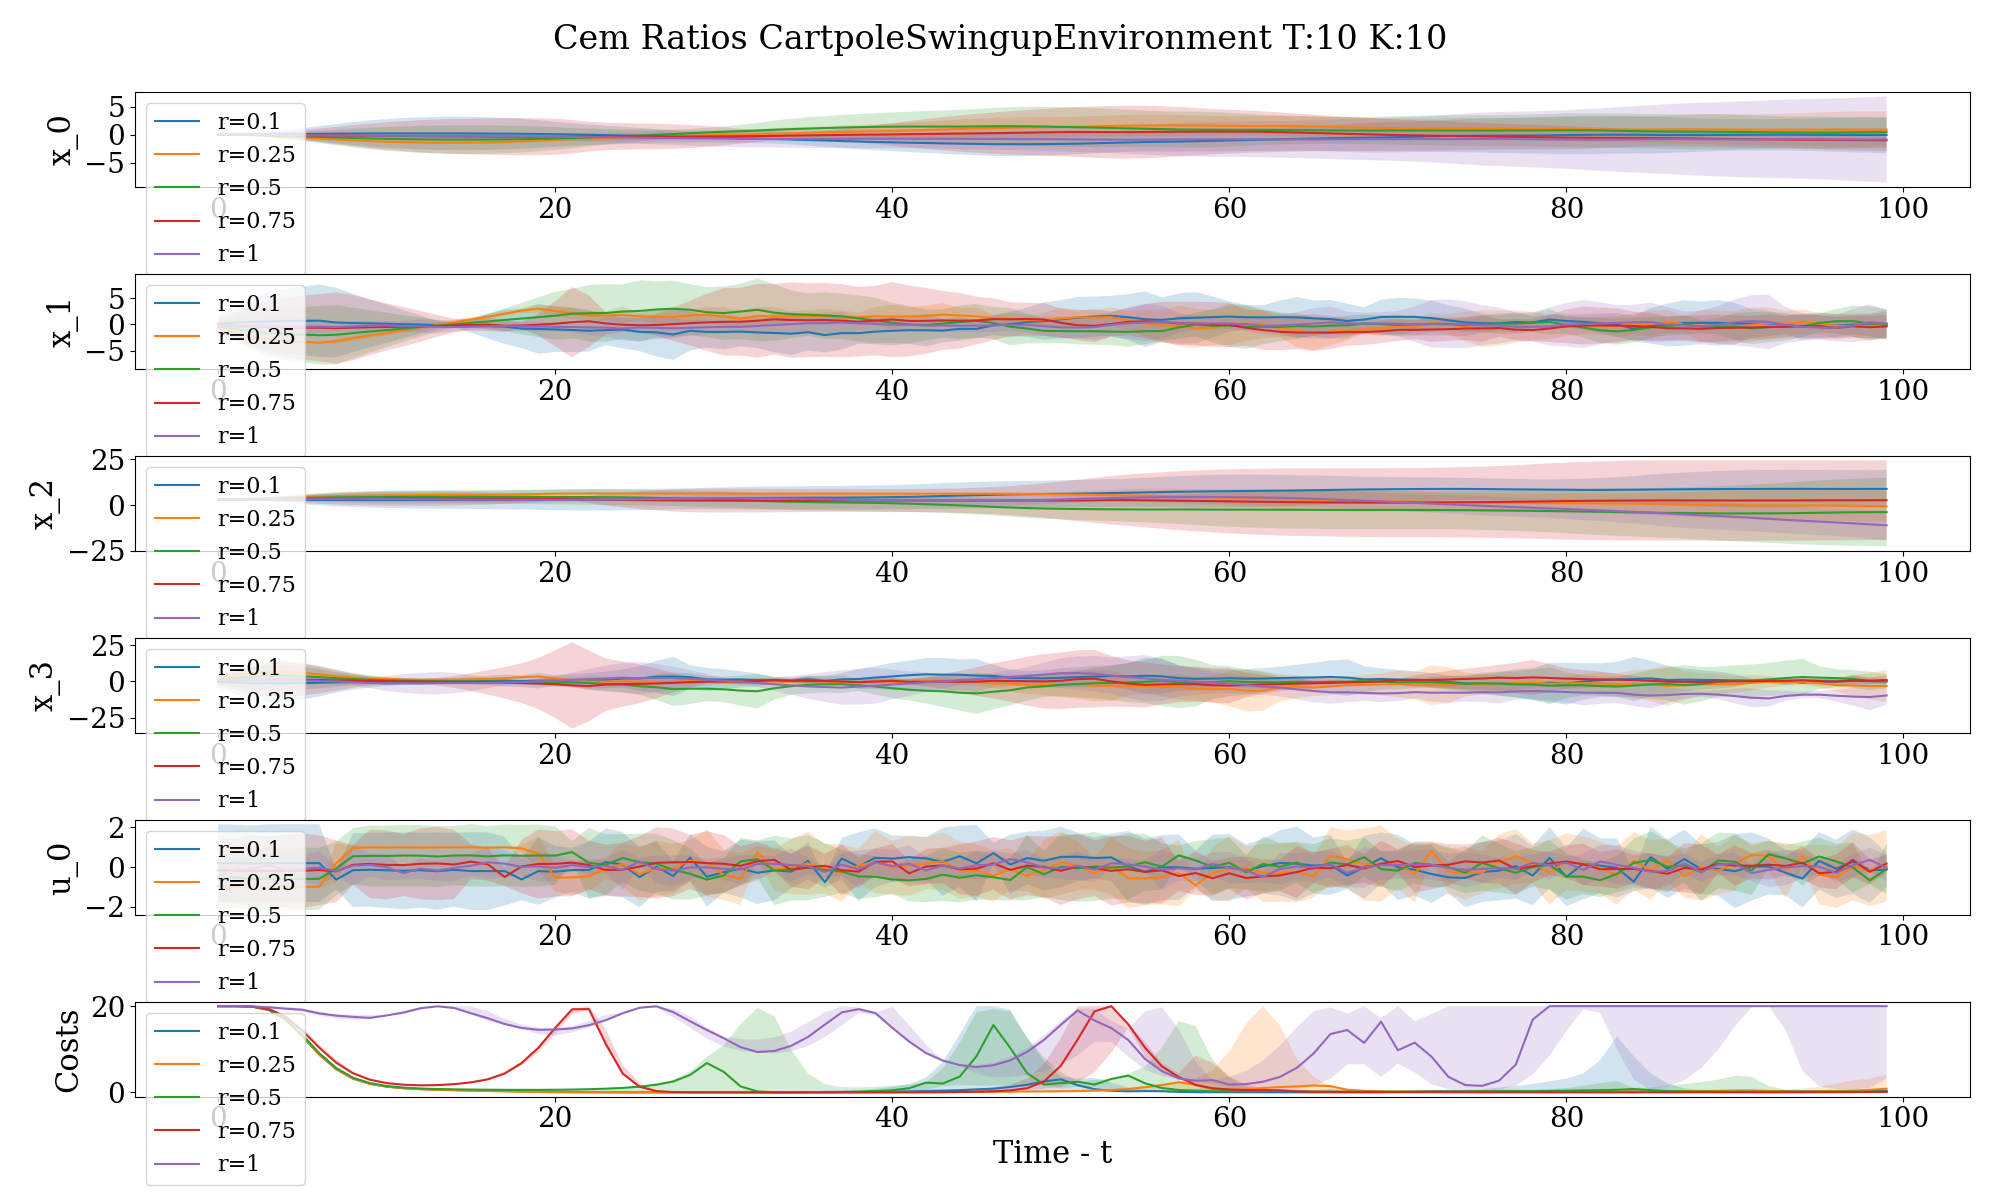 Cem Ratios CartpoleSwingupEnvironment T:10 K:10
x_0
5
0
−5
r=0.1
r=0.25
r=0.5
r=0.75
r=1
0 20 40 60 80 100
x_1
5
0
−5
r=0.1
r=0.25
r=0.5
r=0.75
r=1
0 20 40 60 80 100
x_2
25
0
−25
r=0.1
r=0.25
r=0.5
r=0.75
r=1
0 20 40 60 80 100
x_3
25
0
−25
r=0.1
r=0.25
r=0.5
r=0.75
r=1
0 20 40 60 80 100
u_0
2
0
−2
r=0.1
r=0.25
r=0.5
r=0.75
r=1
0 20 40 60 80 100
Costs
20
0
r=0.1
r=0.25
r=0.5
r=0.75
r=1
0 20 40 60 80 100
Time - t